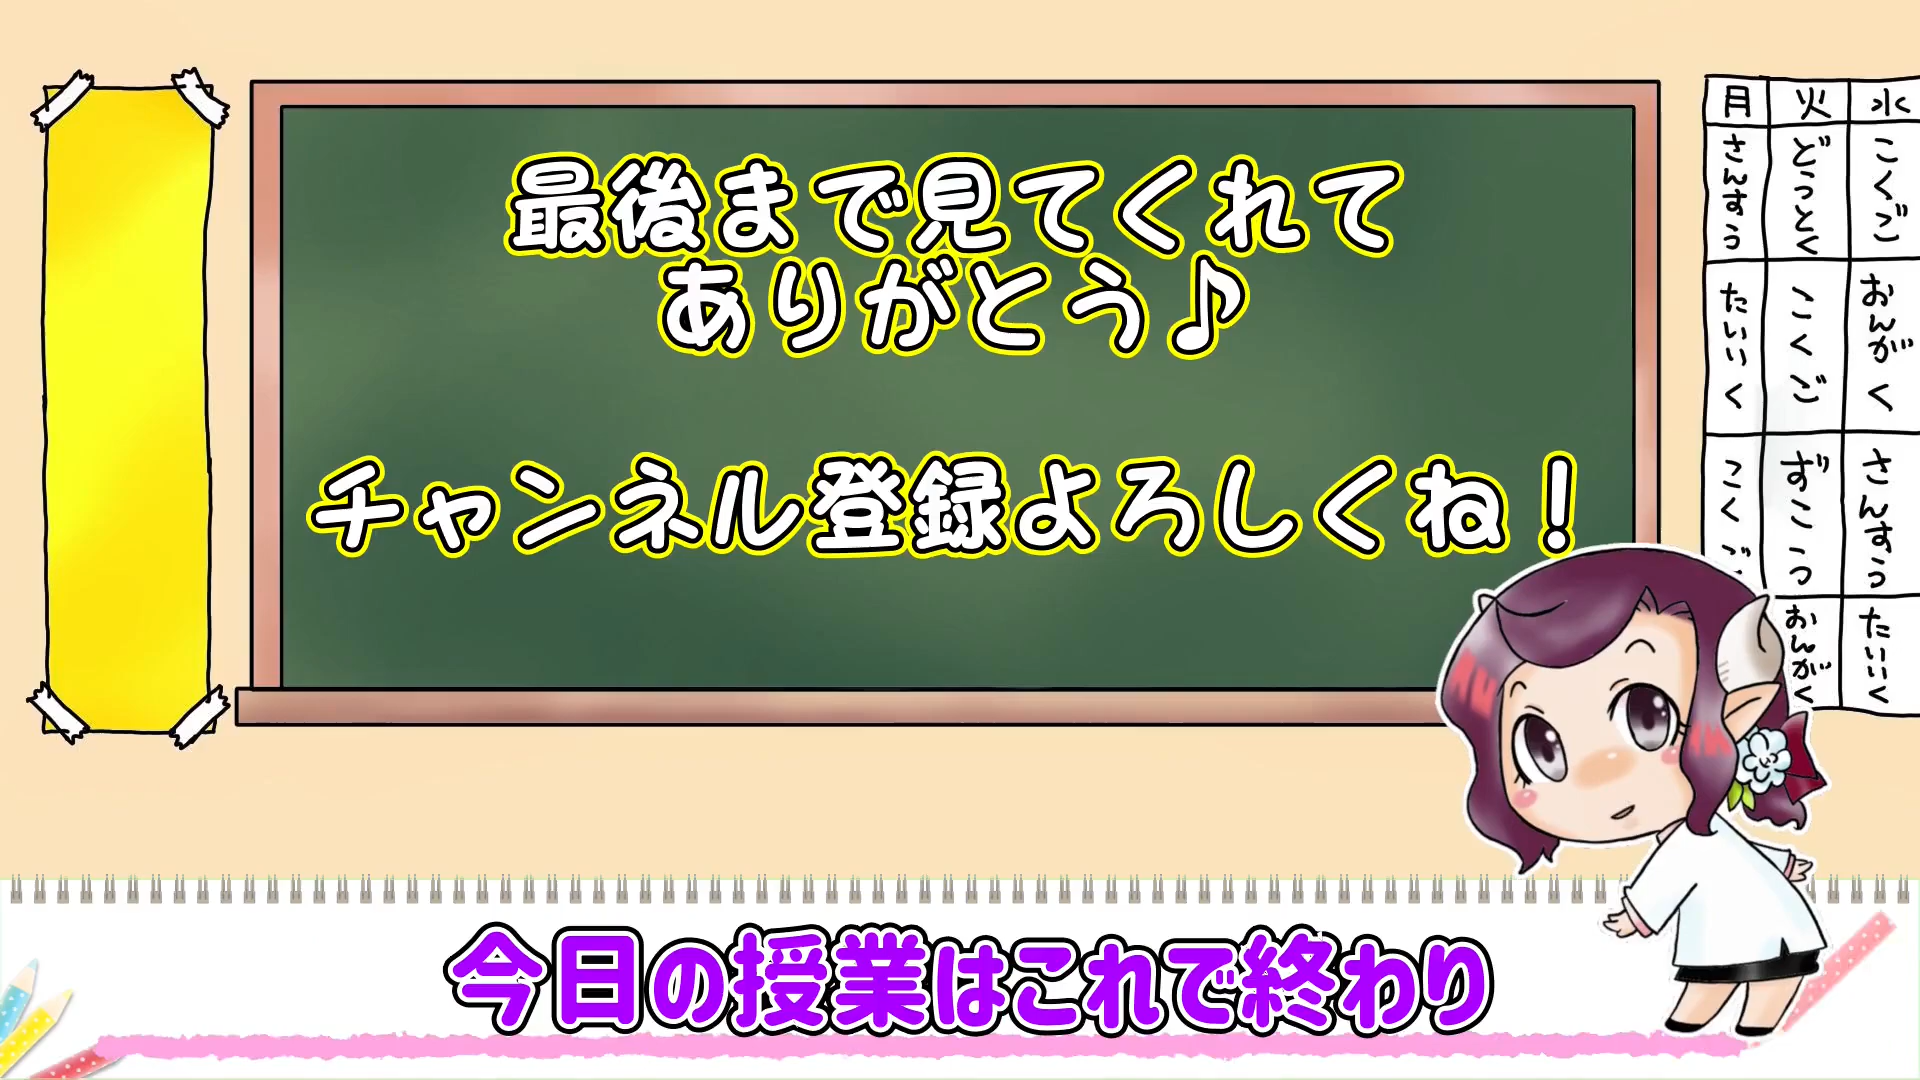 最後まで見てくれて
ありがとう♪
チャンネル登録よろしくね！
月 火 水
さんすう どうとく こくご
たいいく こくご おんがく
こくご ずこう さんすう
おんがく たいいく
今日の授業はこれで終わり